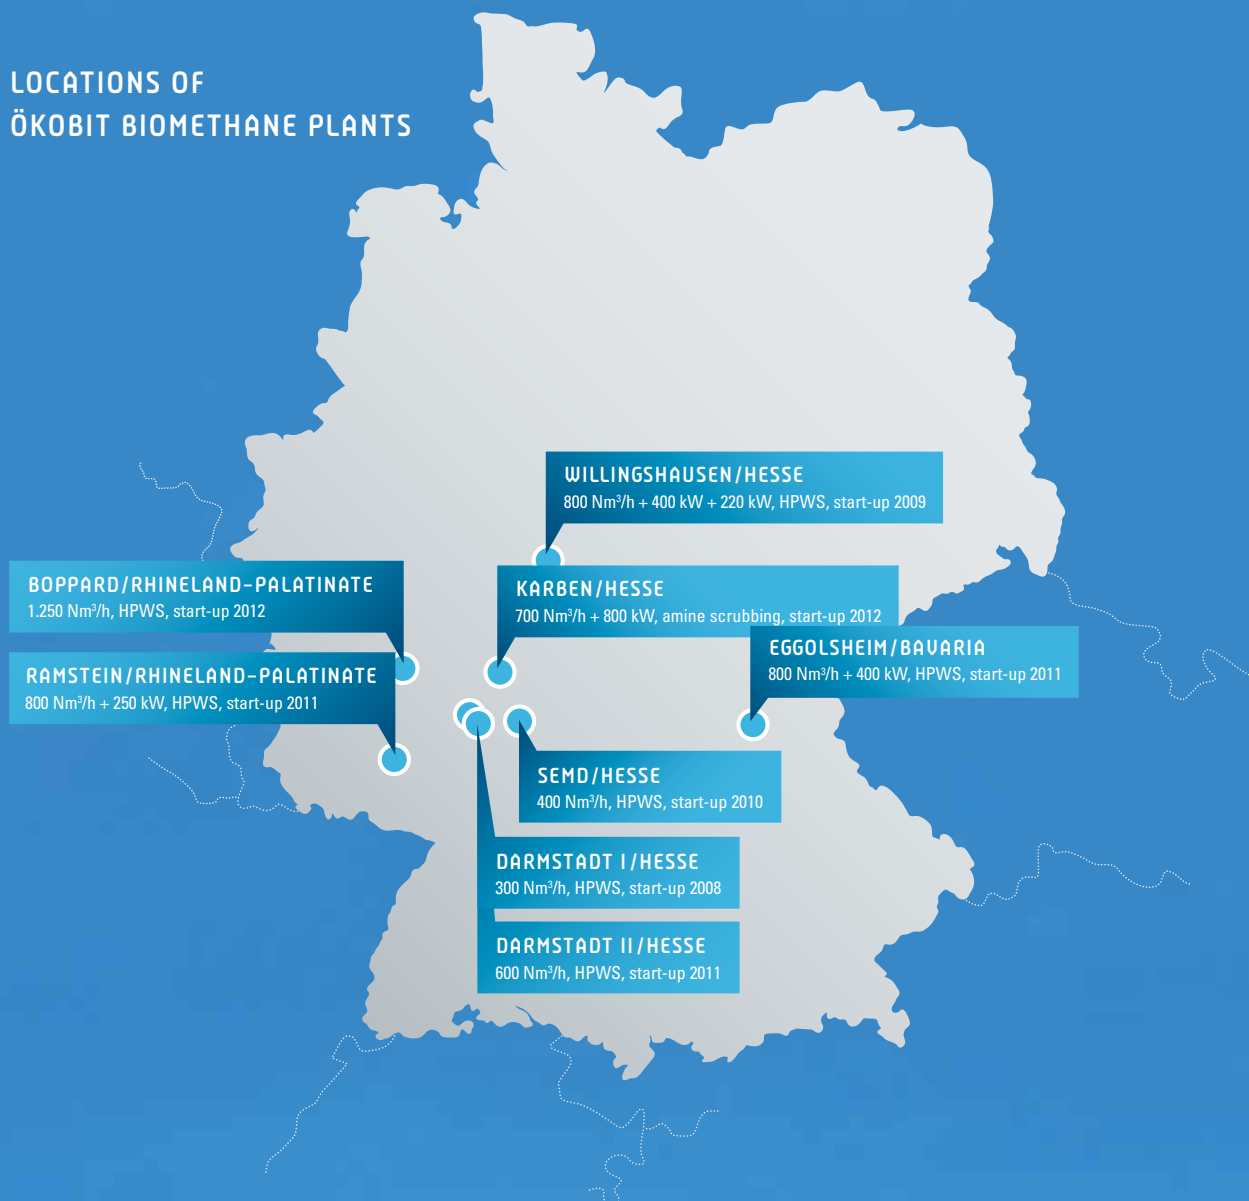 LOCATIONS OF
ÖKOBIT BIOMETHANE PLANTS
WILLINGSHAUSEN/HESSE
800 Nm³/h + 400 kW + 220 kW, HPWS, start-up 2009
BOPPARD/RHINELAND-PALATINATE
1.250 Nm³/h, HPWS, start-up 2012
KARBEN/HESSE
700 Nm³/h + 800 kW, amine scrubbing, start-up 2012
EGGOLSHEIM/BAVARIA
800 Nm³/h + 400 kW, HPWS, start-up 2011
RAMSTEIN/RHINELAND-PALATINATE
800 Nm³/h + 250 kW, HPWS, start-up 2011
SEMD/HESSE
400 Nm³/h, HPWS, start-up 2010
DARMSTADT I/HESSE
300 Nm³/h, HPWS, start-up 2008
DARMSTADT II/HESSE
600 Nm³/h, HPWS, start-up 2011